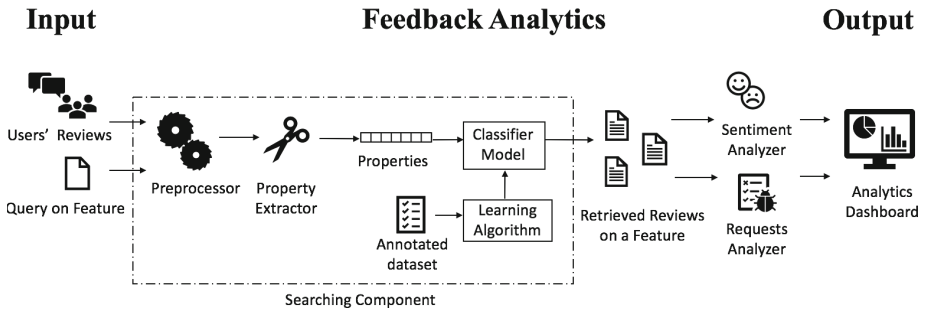 Input
Feedback Analytics
Output
Users' Reviews
Query on Feature
Preprocessor
Property
Extractor
Properties
Classifier
Model
Annotated
dataset
Learning
Algorithm
Searching Component
Retrieved Reviews
on a Feature
Sentiment
Analyzer
Requests
Analyzer
Analytics
Dashboard